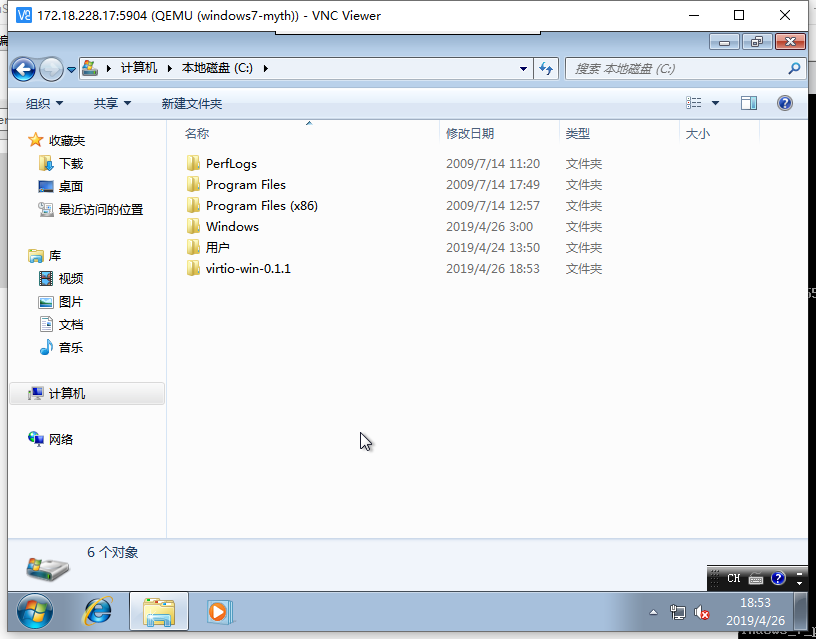 172.18.228.17:5904 (QEMU (windows7-myth)) - VNC Viewer
计算机 本地磁盘 (C:)
搜索 本地磁盘 (C:)
组织 共享 新建文件夹
名称 修改日期 类型 大小
收藏夹
下载
桌面
最近访问的位置
库
视频
图片
文档
音乐
计算机
网络
PerfLogs 2009/7/14 11:20 文件夹
Program Files 2009/7/14 17:49 文件夹
Program Files (x86) 2009/7/14 12:57 文件夹
Windows 2019/4/26 3:00 文件夹
用户 2019/4/24 13:50 文件夹
virtio-win-0.1.1 2019/4/26 18:53 文件夹
6 个对象
CH
18:53
2019/4/26